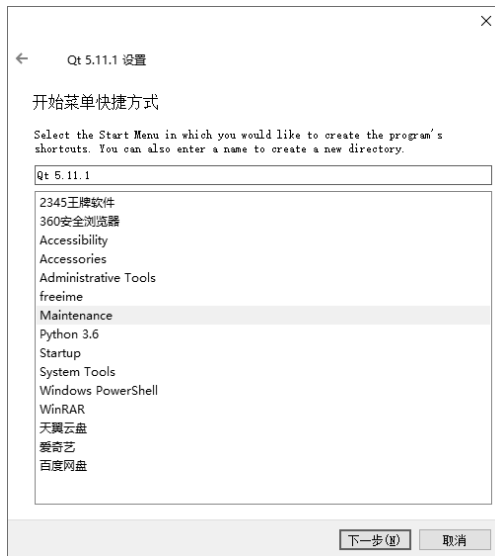 Qt 5.11.1 设置
开始菜单快捷方式
Select the Start Menu in which you would like to create the program's
shortcuts. You can also enter a name to create a new directory.
Qt 5.11.1
2345王牌软件
360安全浏览器
Accessibility
Accessories
Administrative Tools
freeime
Maintenance
Python 3.6
Startup
System Tools
Windows PowerShell
WinRAR
天翼云盘
爱奇艺
百度网盘
下一步(N) 取消